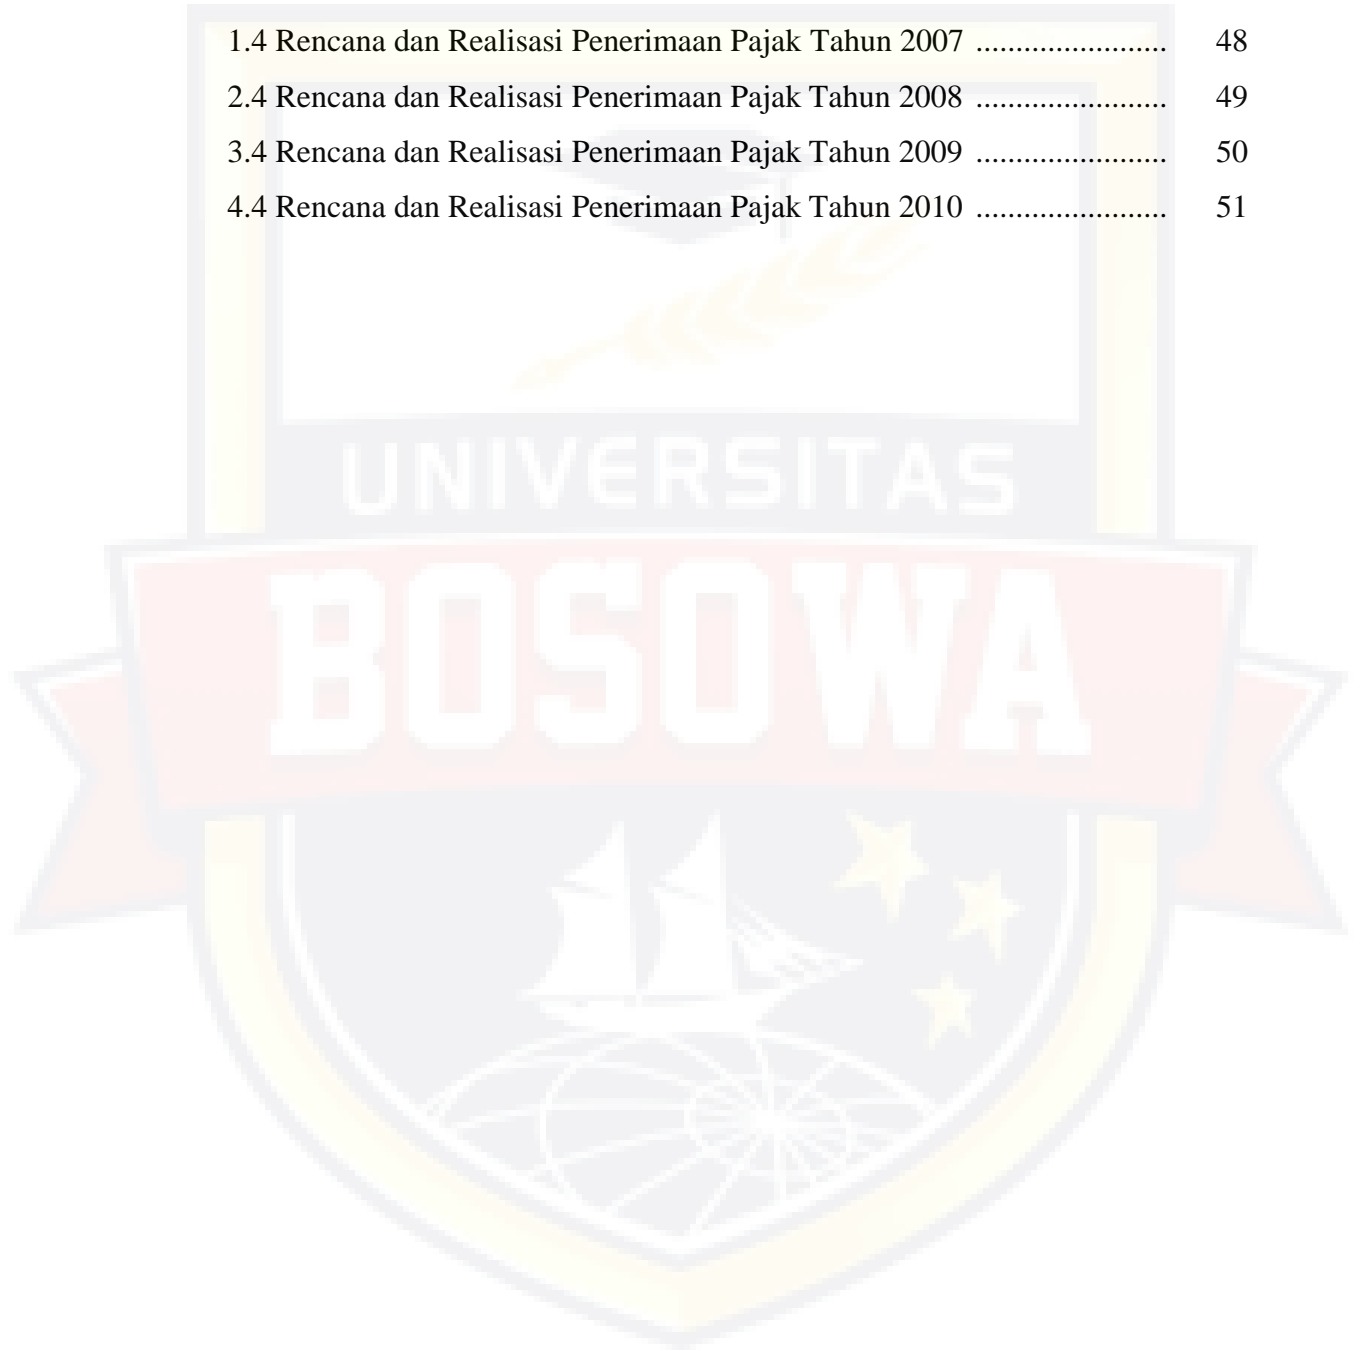 1.4 Rencana dan Realisasi Penerimaan Pajak Tahun 2007 ........................ 48
2.4 Rencana dan Realisasi Penerimaan Pajak Tahun 2008 ........................ 49
3.4 Rencana dan Realisasi Penerimaan Pajak Tahun 2009 ........................ 50
4.4 Rencana dan Realisasi Penerimaan Pajak Tahun 2010 ........................ 51
UNIVERSITAS
BOSOWA